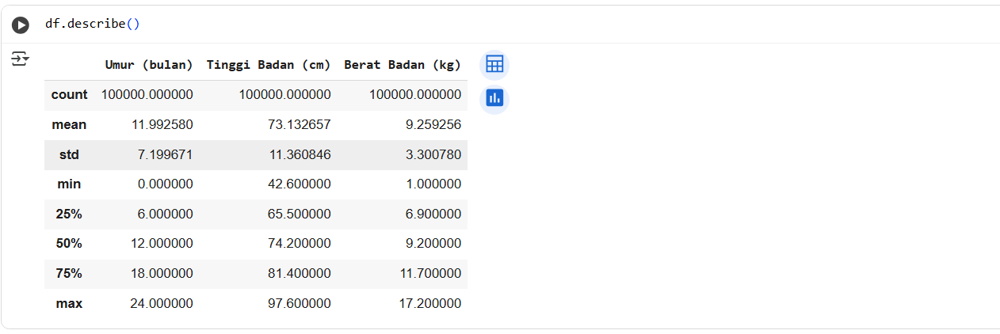 df.describe()
Umur (bulan) Tinggi Badan (cm) Berat Badan (kg)
count 100000.000000 100000.000000 100000.000000
mean 11.992580 73.132657 9.259256
std 7.199671 11.360846 3.300780
min 0.000000 42.600000 1.000000
25% 6.000000 65.500000 6.900000
50% 12.000000 74.200000 9.200000
75% 18.000000 81.400000 11.700000
max 24.000000 97.600000 17.200000